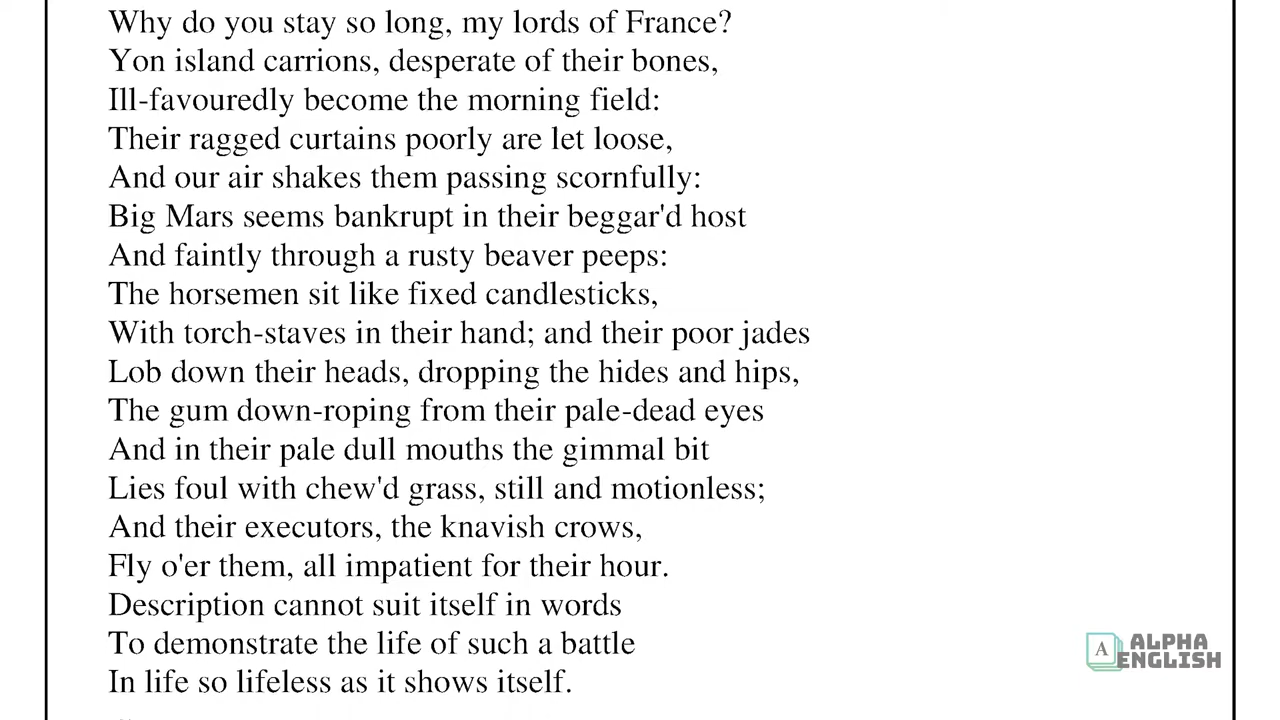 Why do you stay so long, my lords of France?
Yon island carrions, desperate of their bones,
Ill-favouredly become the morning field:
Their ragged curtains poorly are let loose,
And our air shakes them passing scornfully:
Big Mars seems bankrupt in their beggar'd host
And faintly through a rusty beaver peeps:
The horsemen sit like fixed candlesticks,
With torch-staves in their hand; and their poor jades
Lob down their heads, dropping the hides and hips,
The gum down-roping from their pale-dead eyes
And in their pale dull mouths the gimmal bit
Lies foul with chew'd grass, still and motionless;
And their executors, the knavish crows,
Fly o'er them, all impatient for their hour.
Description cannot suit itself in words
To demonstrate the life of such a battle
In life so lifeless as it shows itself.
A ALPHA
ENGLISH